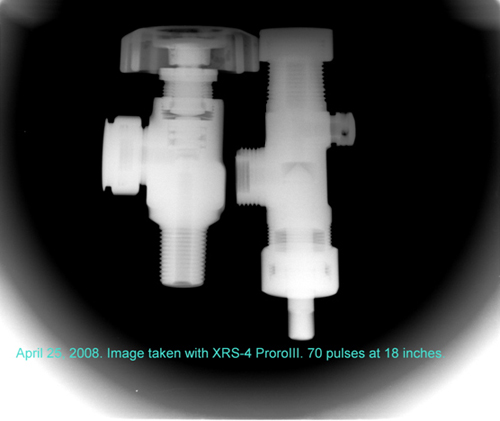 April 25, 2008. Image taken with XRS-4 ProroIII. 70 pulses at 18 inches.